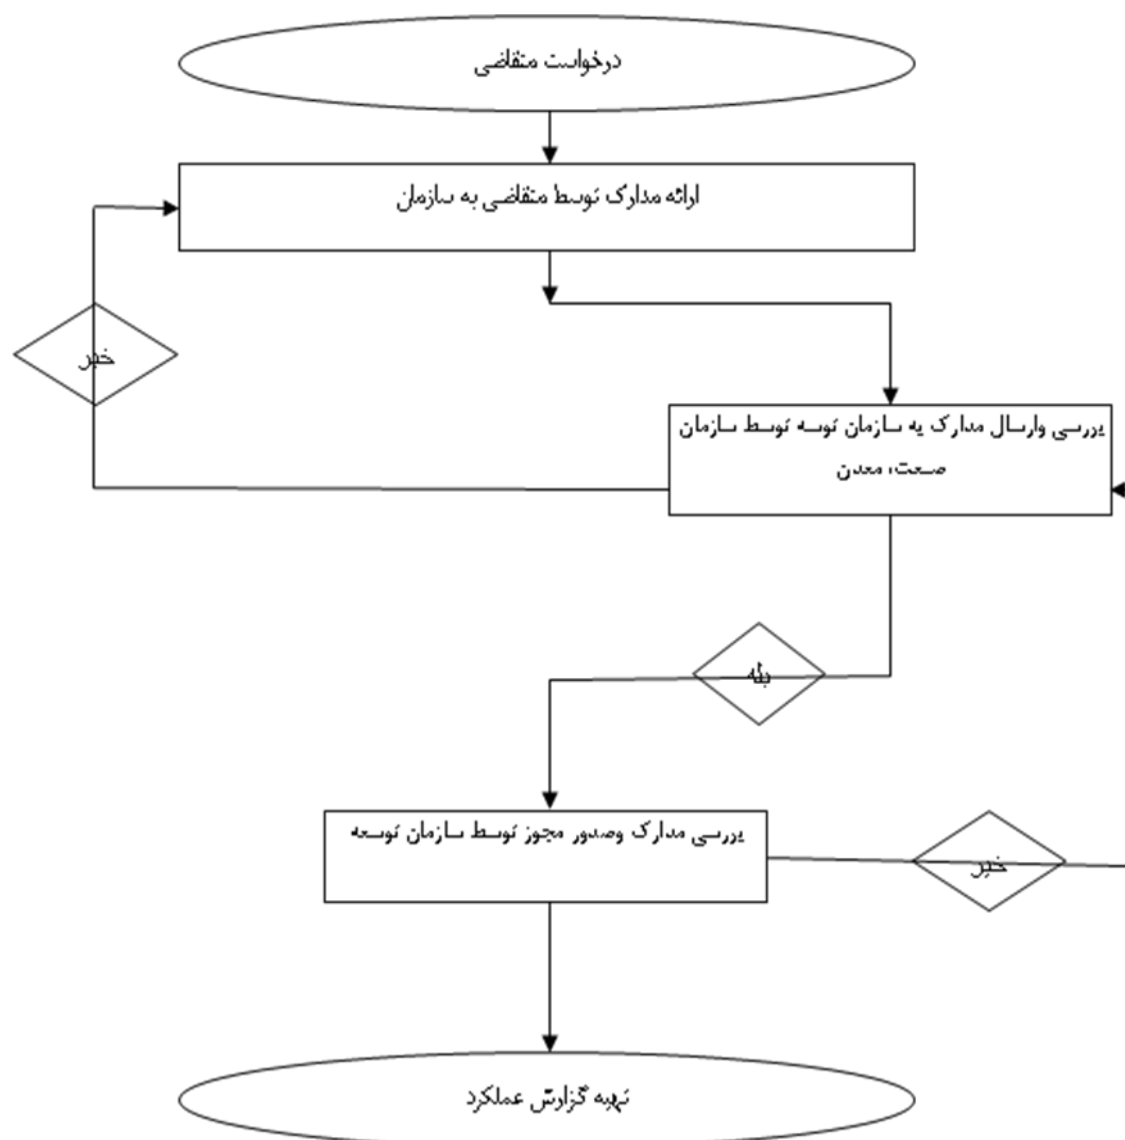 درخواست متقاضی
ارائه مدارک توسط متقاضی به سازمان
خیر
بررسی وارسال مدارک به سازمان توسه توسط سازمان
صنعت، معدن
بله
بررسی مدارک وصدور مجوز توسط سازمان توسعه
خیر
تهیه گزارش عملکرد